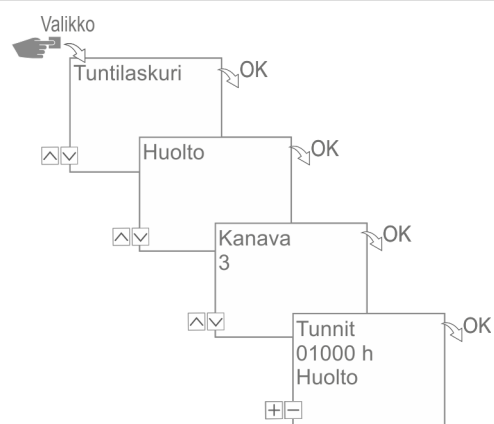 Valikko
Tuntilaskuri
OK
Huolto
OK
Kanava
3
OK
Tunnit
01000 h
Huolto
OK